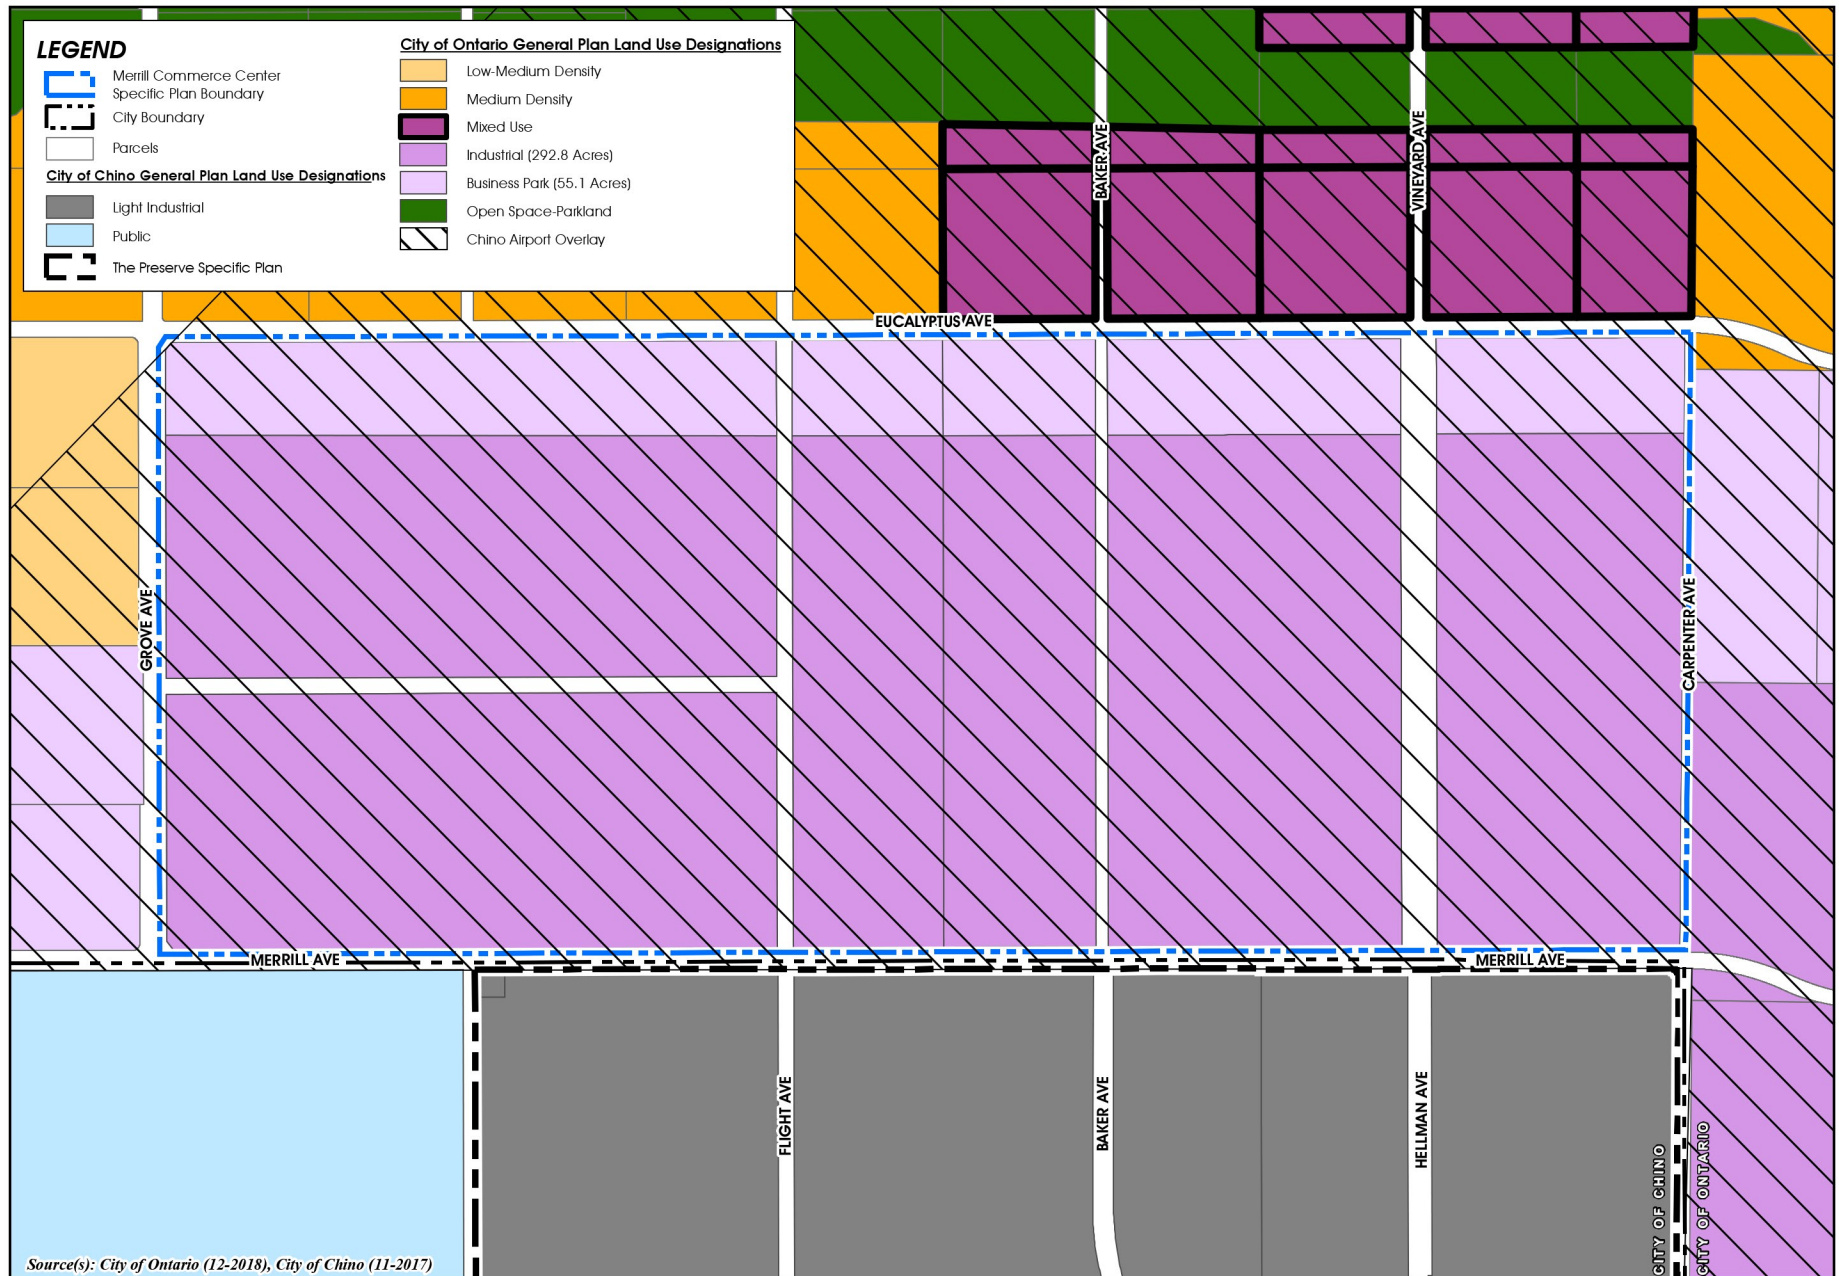 LEGEND
Merrill Commerce Center
Specific Plan Boundary
City Boundary
Parcels
City of Chino General Plan Land Use Designations
Light Industrial
Public
The Preserve Specific Plan
City of Ontario General Plan Land Use Designations
Low-Medium Density
Medium Density
Mixed Use
Industrial (292.8 Acres)
Business Park (55.1 Acres)
Open Space-Parkland
Chino Airport Overlay
BAKER AVE
VINEYARD AVE
EUCALYPTUS AVE
GROVE AVE
CARPENTER AVE
MERRILL AVE
MERRILL AVE
FLIGHT AVE
BAKER AVE
HELLMAN AVE
CITY OF CHINO
CITY OF ONTARIO
Source(s): City of Ontario (12-2018), City of Chino (11-2017)